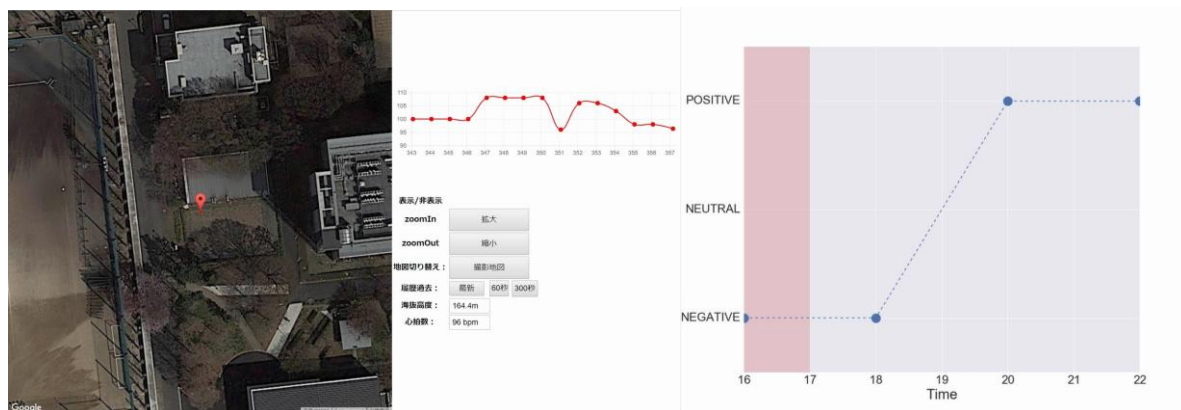 Google
110
105
100
95
90
343 344 345 346 347 348 349 350 351 352 353 354 355 356 357
表示/非表示
zoomIn 拡大
zoomOut 縮小
地図切り替え： 撮影地図
履歴過去： 最新 60秒 300秒
海抜高度： 164.4m
心拍数： 96 bpm
POSITIVE
NEUTRAL
NEGATIVE
16 17 18 19 20 21 22
Time